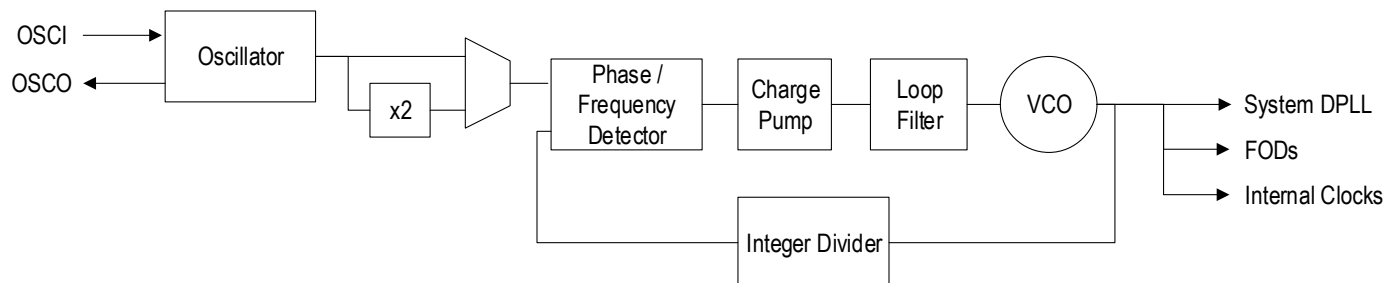 OSCI
OSCO
Oscillator
x2
Phase /
Frequency
Detector
Charge
Pump
Loop
Filter
VCO
System DPLL
FODs
Internal Clocks
Integer Divider